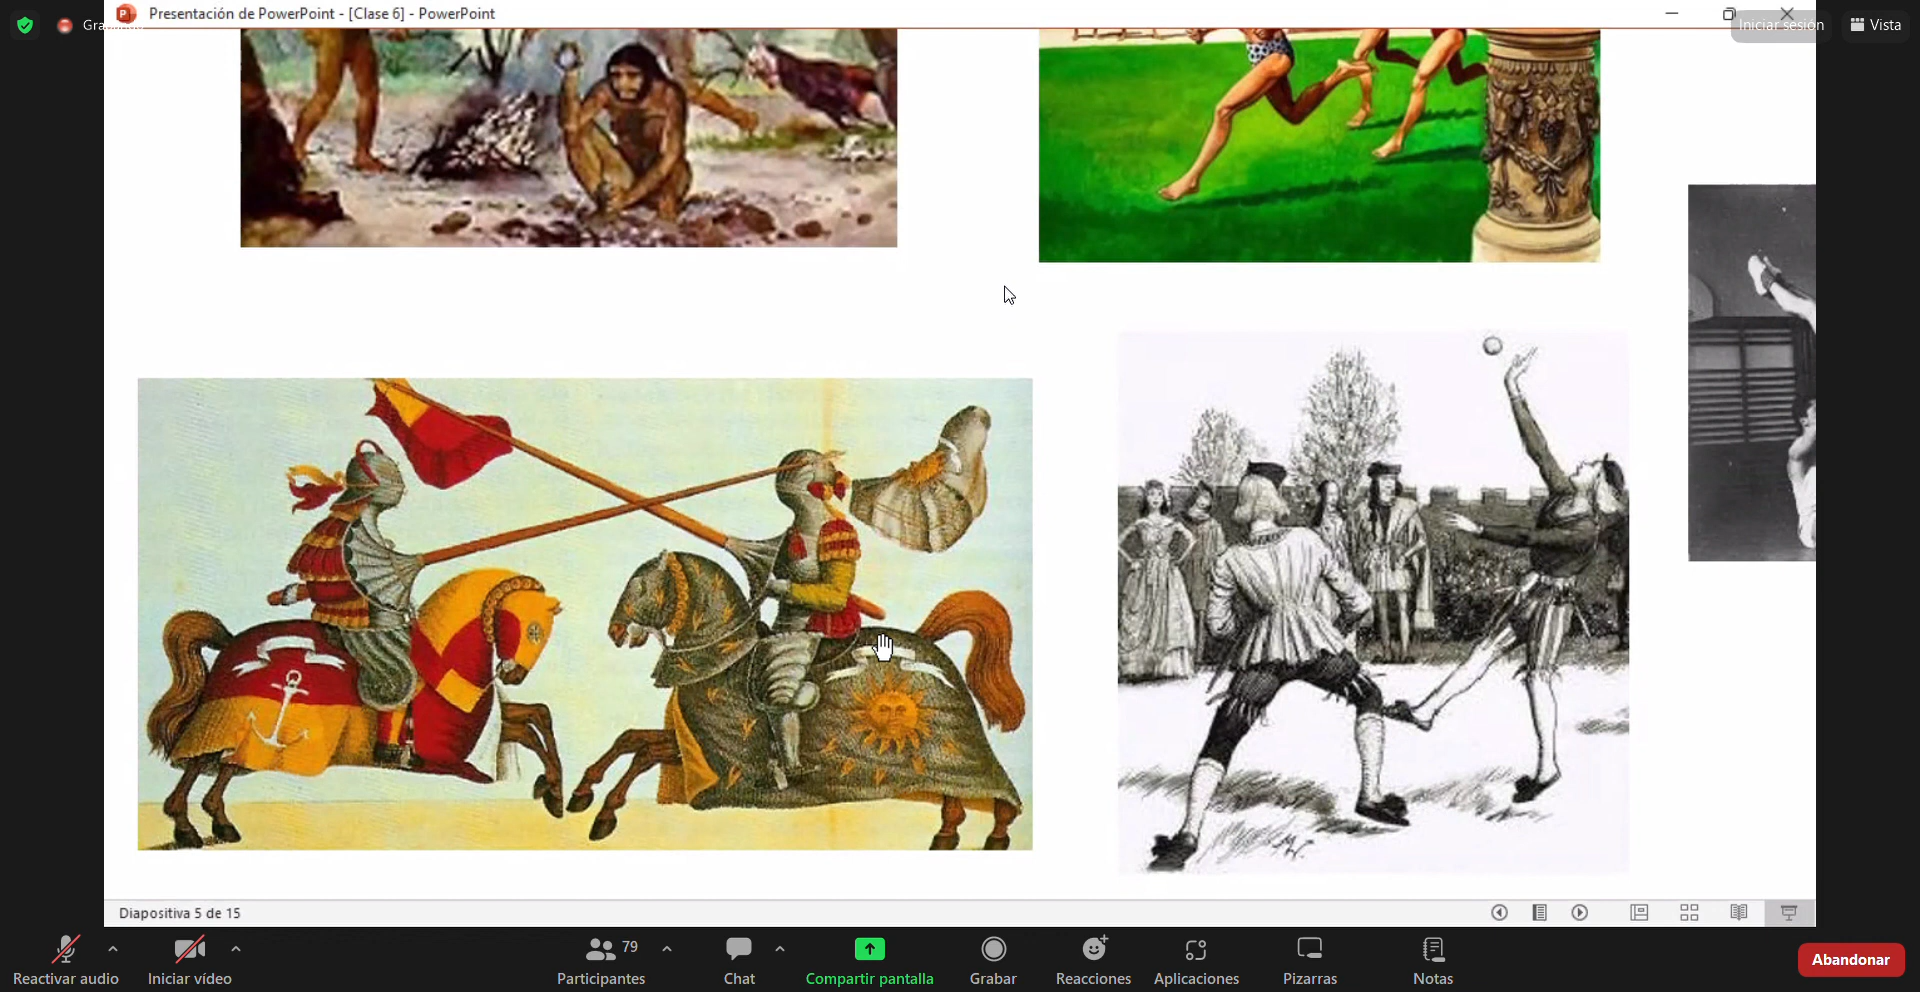 Presentación de PowerPoint - [Clase 6] - PowerPoint
Iniciar sesión
Vista
Diapositiva 5 de 15
Reactivar audio
Iniciar vídeo
79
Participantes
Chat
Compartir pantalla
Grabar
Reacciones
Aplicaciones
Pizarras
Notas
Abandonar